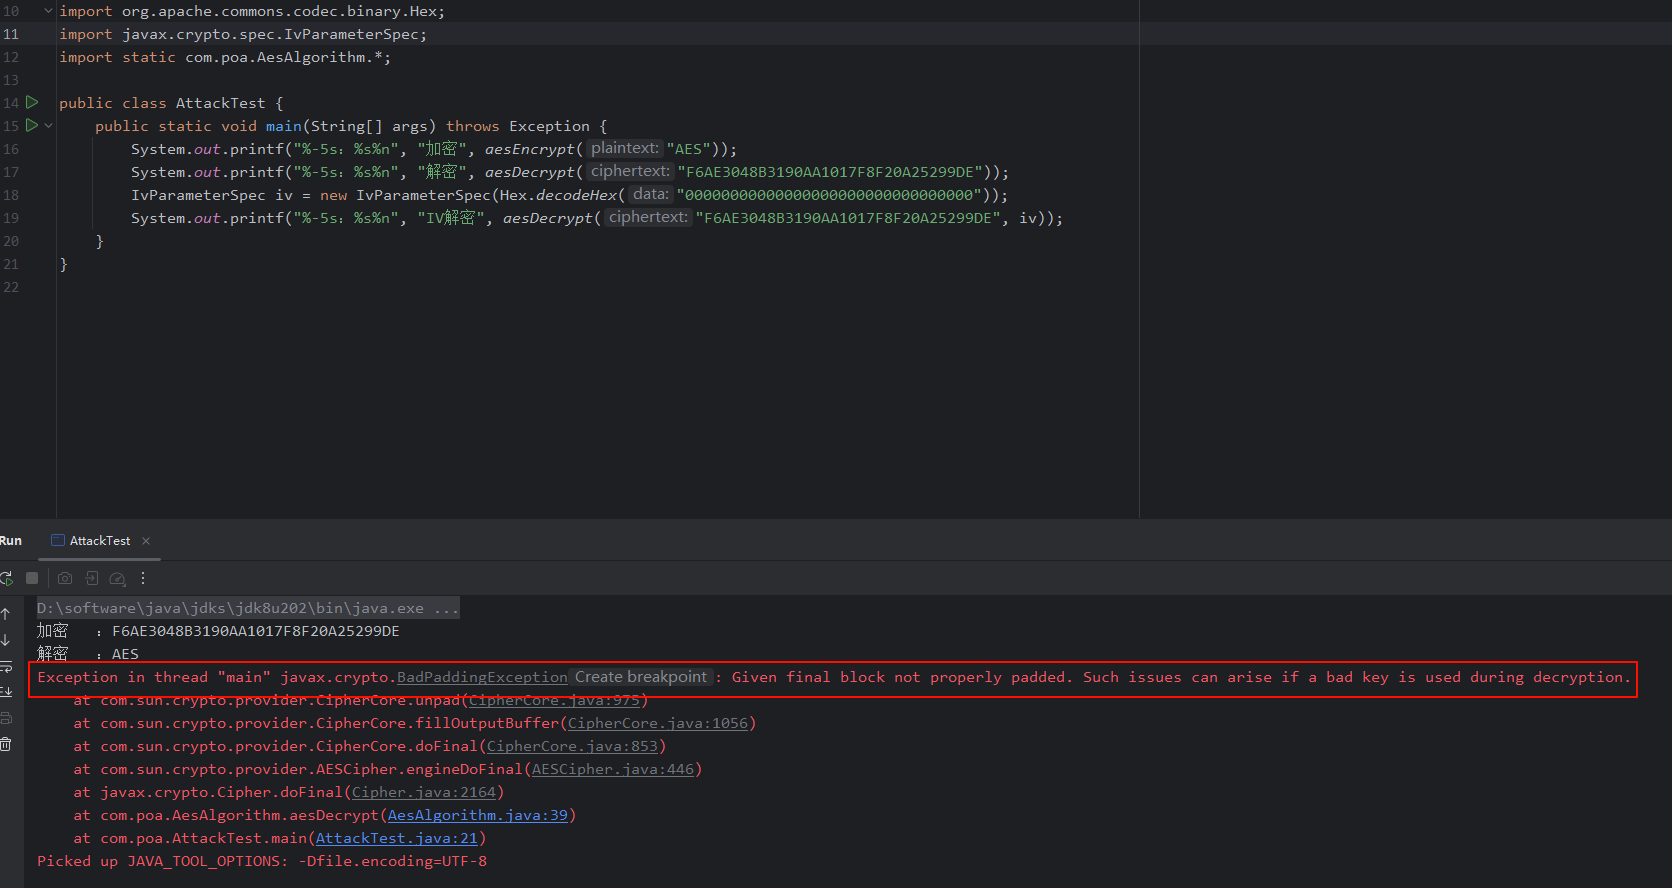 10 import org.apache.commons.codec.binary.Hex;
11 import javax.crypto.spec.IvParameterSpec;
12 import static com.poa.AesAlgorithm.*;
13
14 public class AttackTest {
15 public static void main(String[] args) throws Exception {
16 System.out.printf("%-5s：%s%n", "加密", aesEncrypt( plaintext: "AES"));
17 System.out.printf("%-5s：%s%n", "解密", aesDecrypt( ciphertext: "F6AE3048B3190AA1017F8F20A25299DE"));
18 IvParameterSpec iv = new IvParameterSpec(Hex.decodeHex( data: "00000000000000000000000000000000"));
19 System.out.printf("%-5s：%s%n", "IV解密", aesDecrypt( ciphertext: "F6AE3048B3190AA1017F8F20A25299DE", iv));
20 }
21 }
22
Run AttackTest ×
D:\software\java\jdks\jdk8u202\bin\java.exe ...
加密   ：F6AE3048B3190AA1017F8F20A25299DE
解密   ：AES
Exception in thread "main" javax.crypto.BadPaddingException Create breakpoint : Given final block not properly padded. Such issues can arise if a bad key is used during decryption.
at com.sun.crypto.provider.CipherCore.unpad(CipherCore.java:975)
at com.sun.crypto.provider.CipherCore.fillOutputBuffer(CipherCore.java:1056)
at com.sun.crypto.provider.CipherCore.doFinal(CipherCore.java:853)
at com.sun.crypto.provider.AESCipher.engineDoFinal(AESCipher.java:446)
at javax.crypto.Cipher.doFinal(Cipher.java:2164)
at com.poa.AesAlgorithm.aesDecrypt(AesAlgorithm.java:39)
at com.poa.AttackTest.main(AttackTest.java:21)
Picked up JAVA_TOOL_OPTIONS: -Dfile.encoding=UTF-8